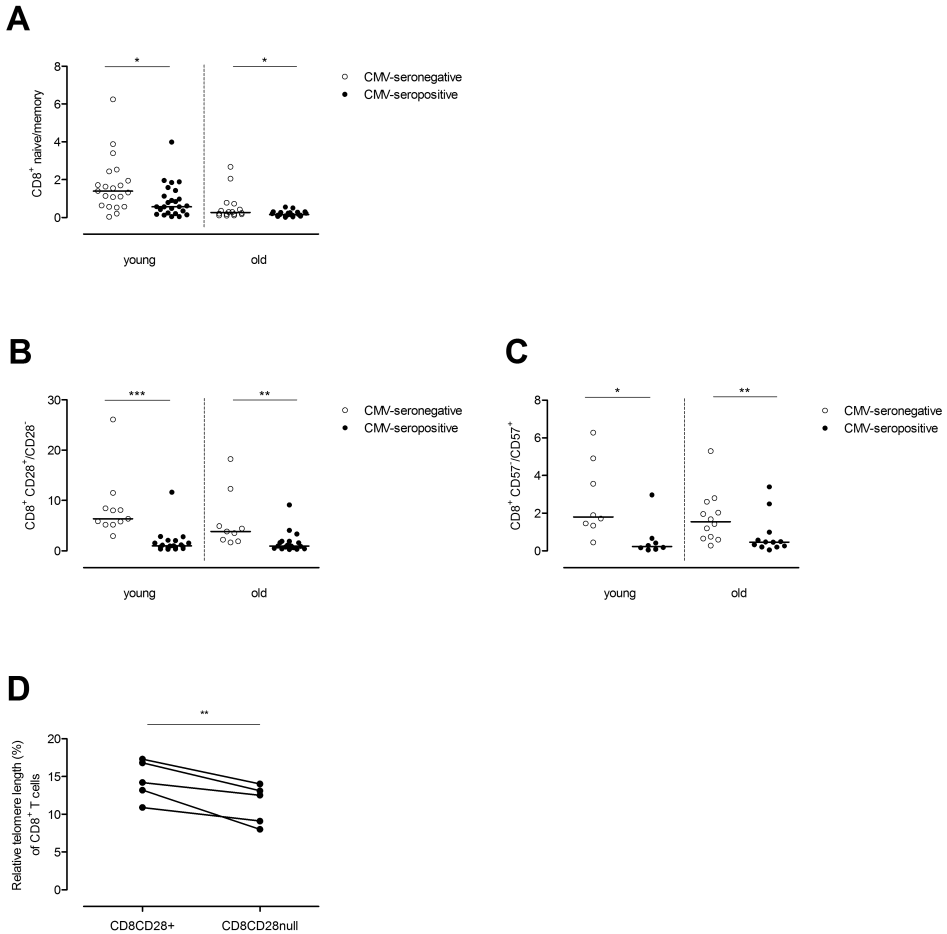 A
*
*
8
6
4
2
0
CD8+ naive/memory
CMV-seronegative
CMV-seropositive
young
old
B
***
**
30
20
10
0
CD8+ CD28+/CD28-
CMV-seronegative
CMV-seropositive
young
old
C
*
**
8
6
4
2
0
CD8+ CD57-/CD57+
CMV-seronegative
CMV-seropositive
young
old
D
**
20
15
10
5
0
Relative telomere length (%)
of CD8+ T cells
CD8CD28+
CD8CD28null